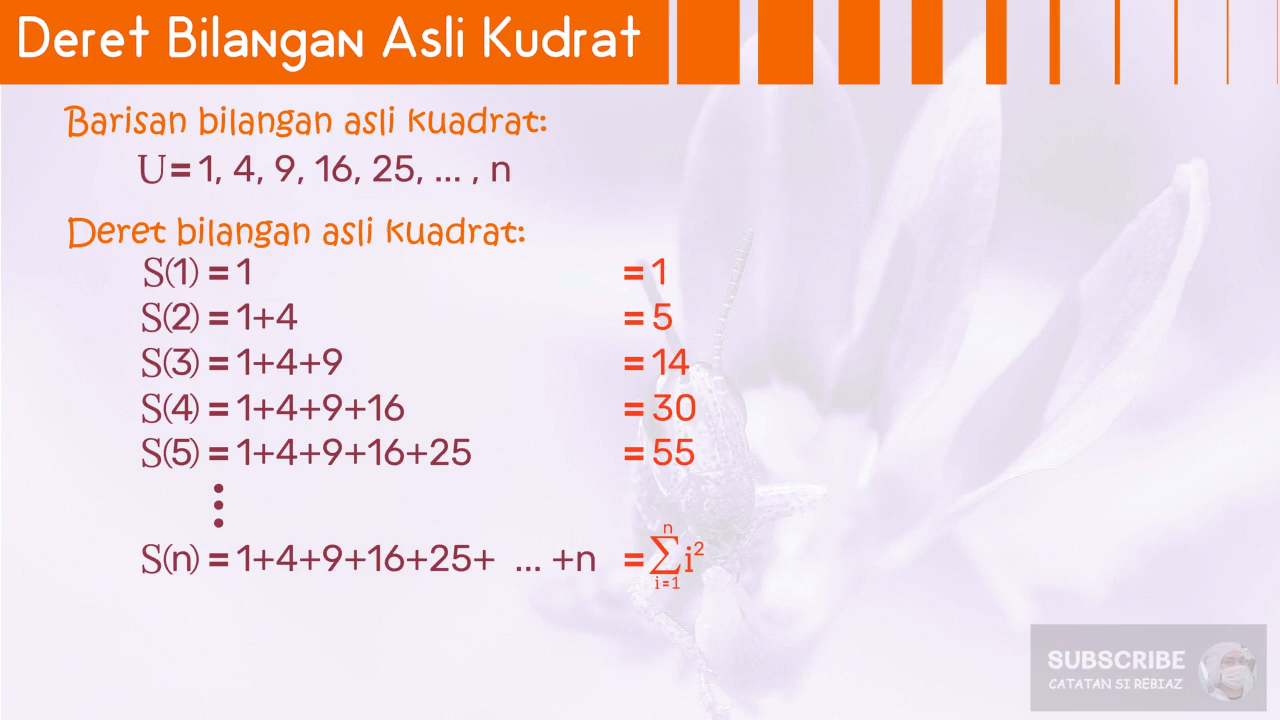 Deret Bilangan Asli Kudrat
Barisan bilangan asli kuadrat:
U= 1, 4, 9, 16, 25, ... , n
Deret bilangan asli kuadrat:
S(1) = 1 = 1
S(2) = 1+4 = 5
S(3) = 1+4+9 = 14
S(4) = 1+4+9+16 = 30
S(5) = 1+4+9+16+25 = 55
⋮
S(n) = 1+4+9+16+25+ ... +n = ∑ⁿᵢ₌₁ i²
SUBSCRIBE
CATATAN SI REBIAZ